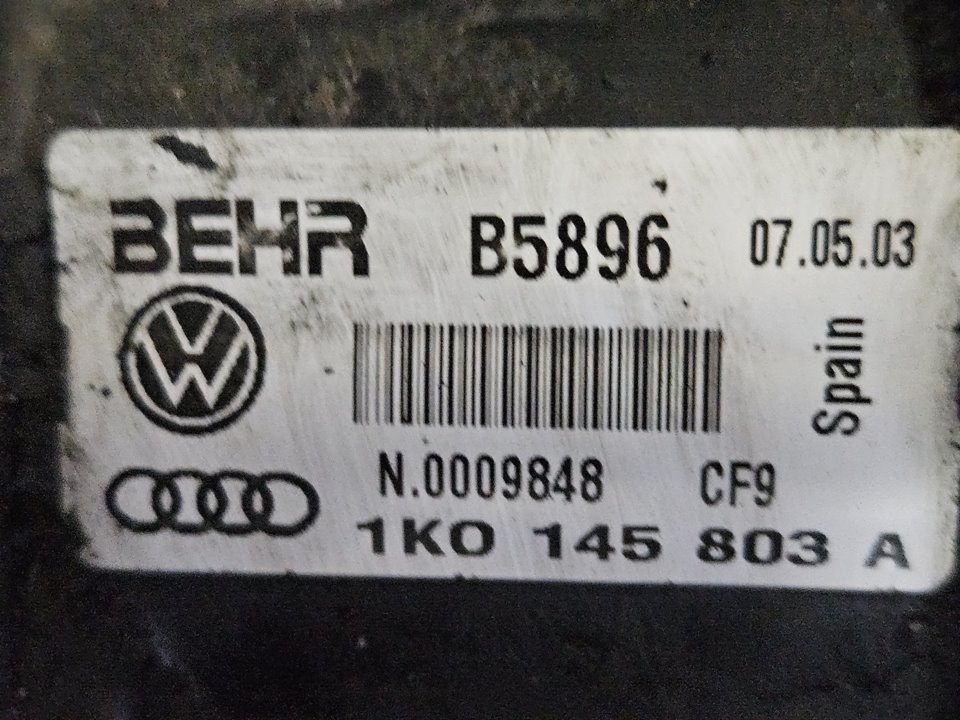 BEHR B5896 07.05.03
Spain
N.0009848 CF9
1K0 145 803 A